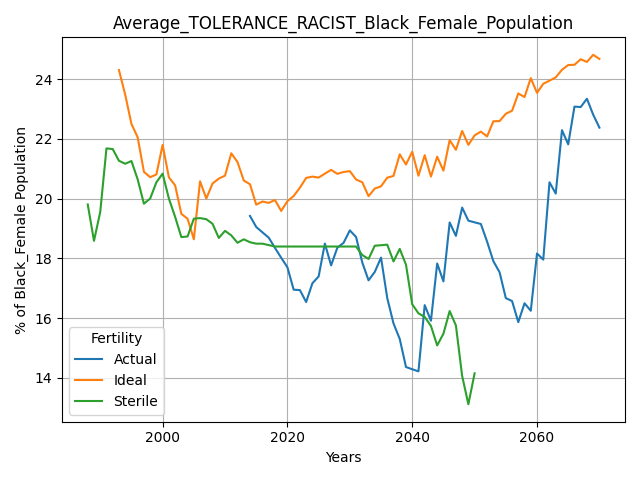 Average_TOLERANCE_RACIST_Black_Female_Population
% of Black_Female Population
24
22
20
18
16
14
Fertility
Actual
Ideal
Sterile
2000
2020
2040
2060
Years